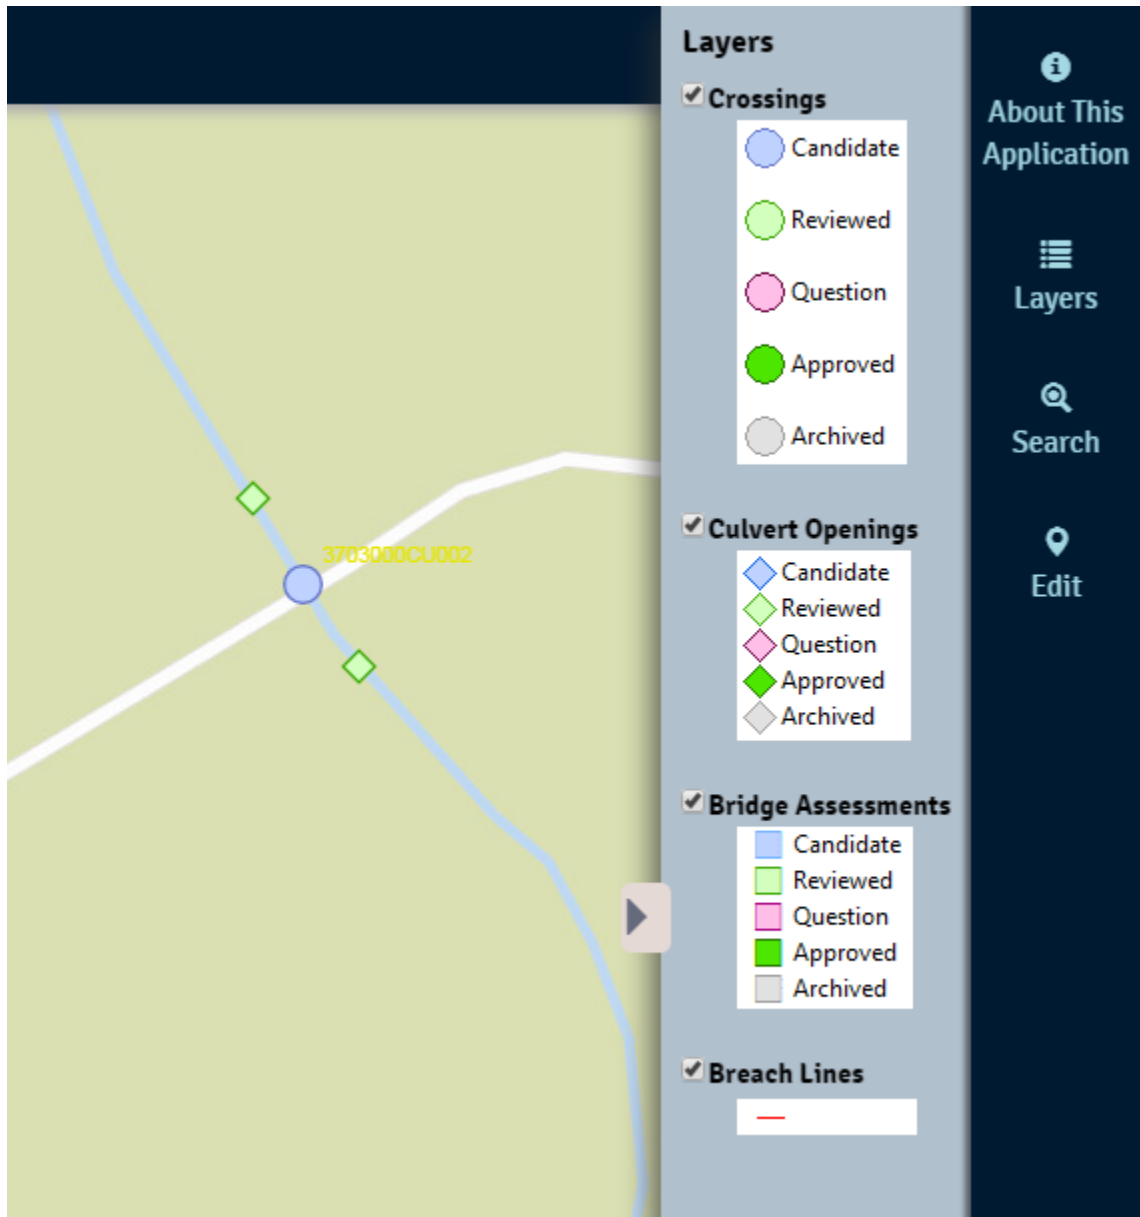 Layers
Crossings
Candidate
Reviewed
Question
Approved
Archived
Culvert Openings
Candidate
Reviewed
Question
Approved
Archived
Bridge Assessments
Candidate
Reviewed
Question
Approved
Archived
Breach Lines
3703000CU002
About This
Application
Layers
Search
Edit